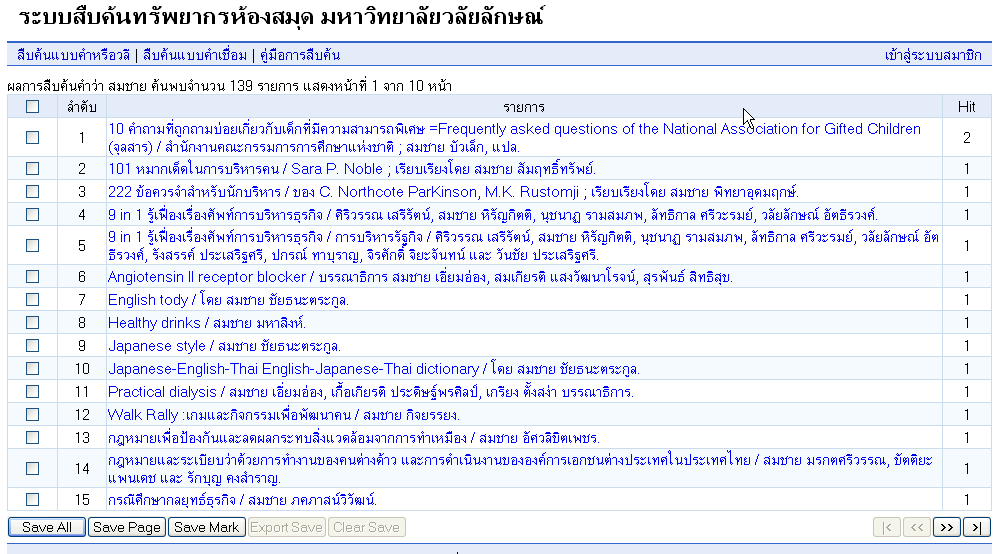 ระบบสืบค้นทรัพยากรห้องสมุด มหาวิทยาลัยวลัยลักษณ์
สืบค้นแบบคำหรือวลี | สืบค้นแบบคำเชื่อม | คู่มือการสืบค้น เข้าสู่ระบบสมาชิก
ผลการสืบค้นคำว่า สมชาย ค้นพบจำนวน 139 รายการ แสดงหน้าที่ 1 จาก 10 หน้า
ลำดับ รายการ Hit
1 10 คำถามที่ถูกถามบ่อยเกี่ยวกับเด็กที่มีความสามารถพิเศษ =Frequently asked questions of the National Association for Gifted Children 2
(จุลสาร) / สำนักงานคณะกรรมการการศึกษาแห่งชาติ ; สมชาย บัวเล็ก, แปล.
2 101 หมากเด็ดในการบริหารคน / Sara P. Noble ; เรียบเรียงโดย สมชาย สัมฤทธิ์ทรัพย์. 1
3 222 ข้อควรจำสำหรับนักบริหาร / ของ C. Northcote ParKinson, M.K. Rustomji ; เรียบเรียงโดย สมชาย พิทยาอุดมฤกษ์. 1
4 9 in 1 รู้เฟื่องเรื่องศัพท์การบริหารธุรกิจ / ศิริวรรณ เสรีรัตน์, สมชาย หิรัญกิตติ, นุชนาฏ รามสมภพ, ลัทธิกาล ศรีวะรมย์, วลัยลักษณ์ อัตธีรวงศ์. 1
5 9 in 1 รู้เฟื่องเรื่องศัพท์การบริหารธุรกิจ / การบริหารรัฐกิจ / ศิริวรรณ เสรีรัตน์, สมชาย หิรัญกิตติ, นุชนาฏ รามสมภพ, ลัทธิกาล ศรีวะรมย์, วลัยลักษณ์ อัต 1
ธีรวงศ์, รังสรรค์ ประเสริฐศรี, ปกรณ์ ทาบุราญ, จิรศักดิ์ จิยะจันทน์ และ วันชัย ประเสริฐศรี.
6 Angiotensin II receptor blocker / บรรณาธิการ สมชาย เอี่ยมอ่อง, สมเกียรติ แสงวัฒนาโรจน์, สุรพันธ์ สิทธิสุข. 1
7 English tody / โดย สมชาย ชัยธนะตระกูล. 1
8 Healthy drinks / สมชาย มหาสิงห์. 1
9 Japanese style / สมชาย ชัยธนะตระกูล. 1
10 Japanese-English-Thai English-Japanese-Thai dictionary / โดย สมชาย ชัยธนะตระกูล. 1
11 Practical dialysis / สมชาย เอี่ยมอ่อง, เกื้อเกียรติ ประดิษฐ์พรศิลป์, เกรียง ตั้งสง่า บรรณาธิการ. 1
12 Walk Rally :เกมและกิจกรรมเพื่อพัฒนาคน / สมชาย กิจยรรยง. 1
13 กฎหมายเพื่อป้องกันและลดผลกระทบสิ่งแวดล้อมจากการทำเหมือง / สมชาย อัศวลิขิตเพชร. 1
14 กฎหมายและระเบียบว่าด้วยการทำงานของคนต่างด้าว และการดำเนินงานขององค์การเอกชนต่างประเทศในประเทศไทย / สมชาย มรกตศรีวรรณ, ขัตติยะ 1
แพนเดช และ รักบุญ คงสำราญ.
15 กรณีศึกษากลยุทธ์ธุรกิจ / สมชาย ภคภาสน์วิวัฒน์. 1
Save All Save Page Save Mark Export Save Clear Save |< << >> >|